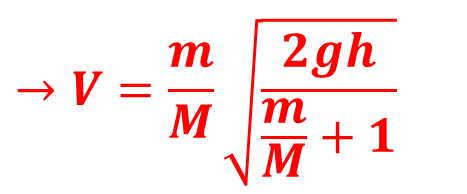 → V = m/M √(2gh/(m/M + 1))